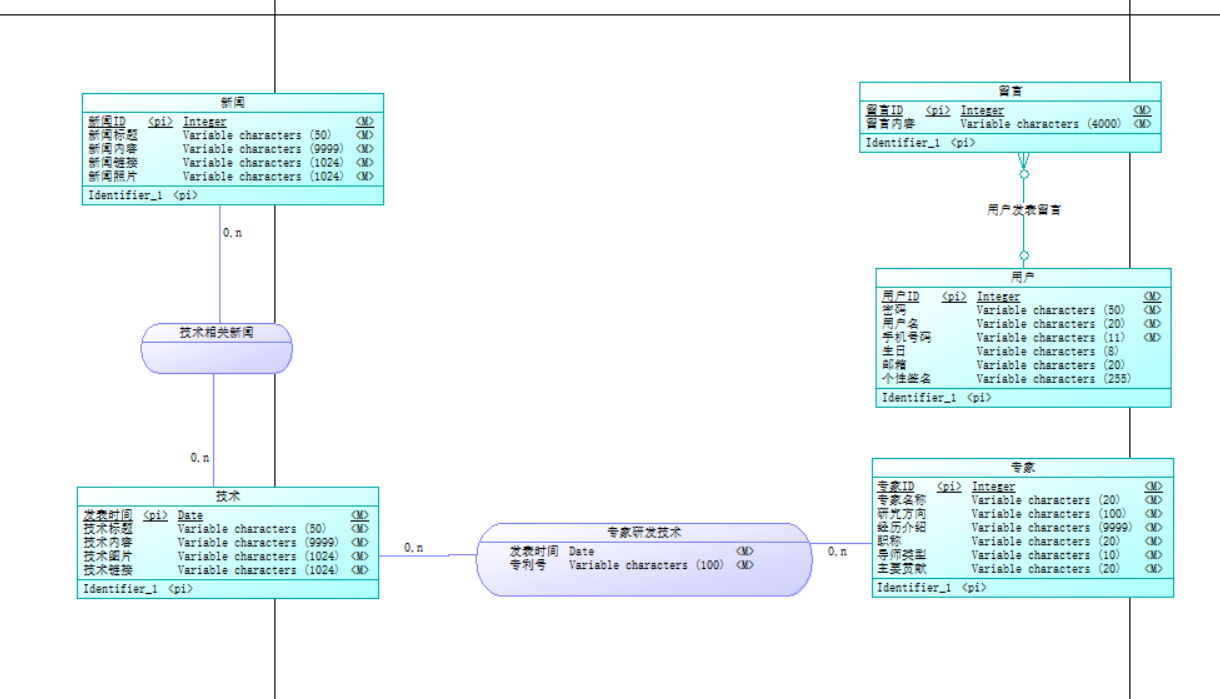 新闻
新闻ID <pi> Integer <M>
新闻标题 Variable characters (50) <M>
新闻内容 Variable characters (9999) <M>
新闻链接 Variable characters (1024) <M>
新闻照片 Variable characters (1024) <M>
Identifier_1 <pi>
0,n
技术相关新闻
0,n
技术
发表时间 <pi> Date <M>
技术标题 Variable characters (50) <M>
技术内容 Variable characters (9999) <M>
技术图片 Variable characters (1024) <M>
技术链接 Variable characters (1024) <M>
Identifier_1 <pi>
0,n
专家研发技术
发表时间 Date <M>
专利号 Variable characters (100) <M>
0,n
留言
留言ID <pi> Integer <M>
留言内容 Variable characters (4000) <M>
Identifier_1 <pi>
用户发表留言
用户
用户ID <pi> Integer <M>
密码 Variable characters (50) <M>
用户名 Variable characters (20) <M>
手机号码 Variable characters (11) <M>
生日 Variable characters (8)
邮箱 Variable characters (20)
个性签名 Variable characters (255)
Identifier_1 <pi>
专家
专家ID <pi> Integer <M>
专家名称 Variable characters (20) <M>
研究方向 Variable characters (100) <M>
经历介绍 Variable characters (9999) <M>
职称 Variable characters (20) <M>
导师类型 Variable characters (10) <M>
主要贡献 Variable characters (20) <M>
Identifier_1 <pi>